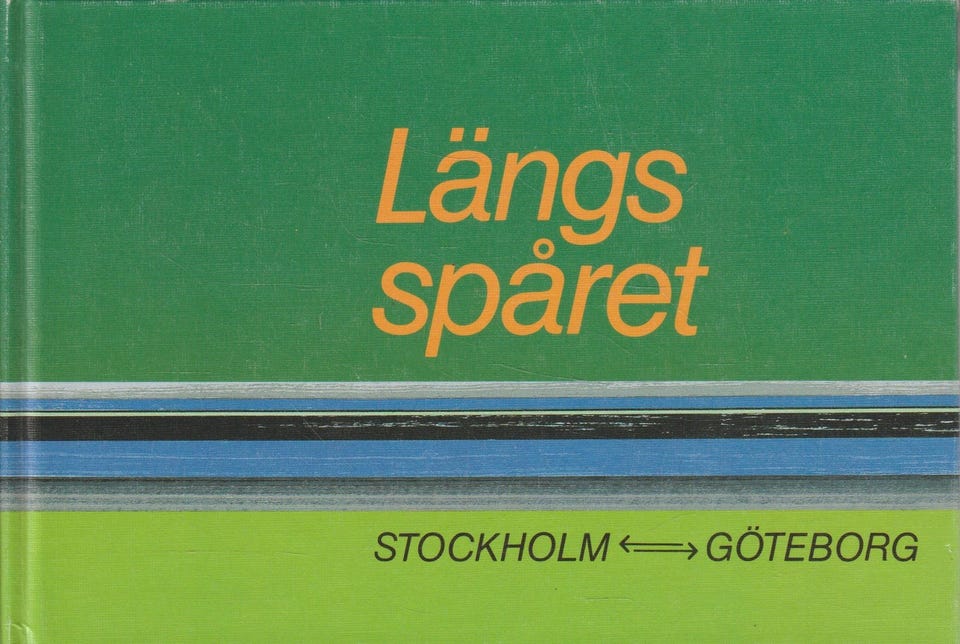 Längs
spåret
STOCKHOLM ⟷ GÖTEBORG